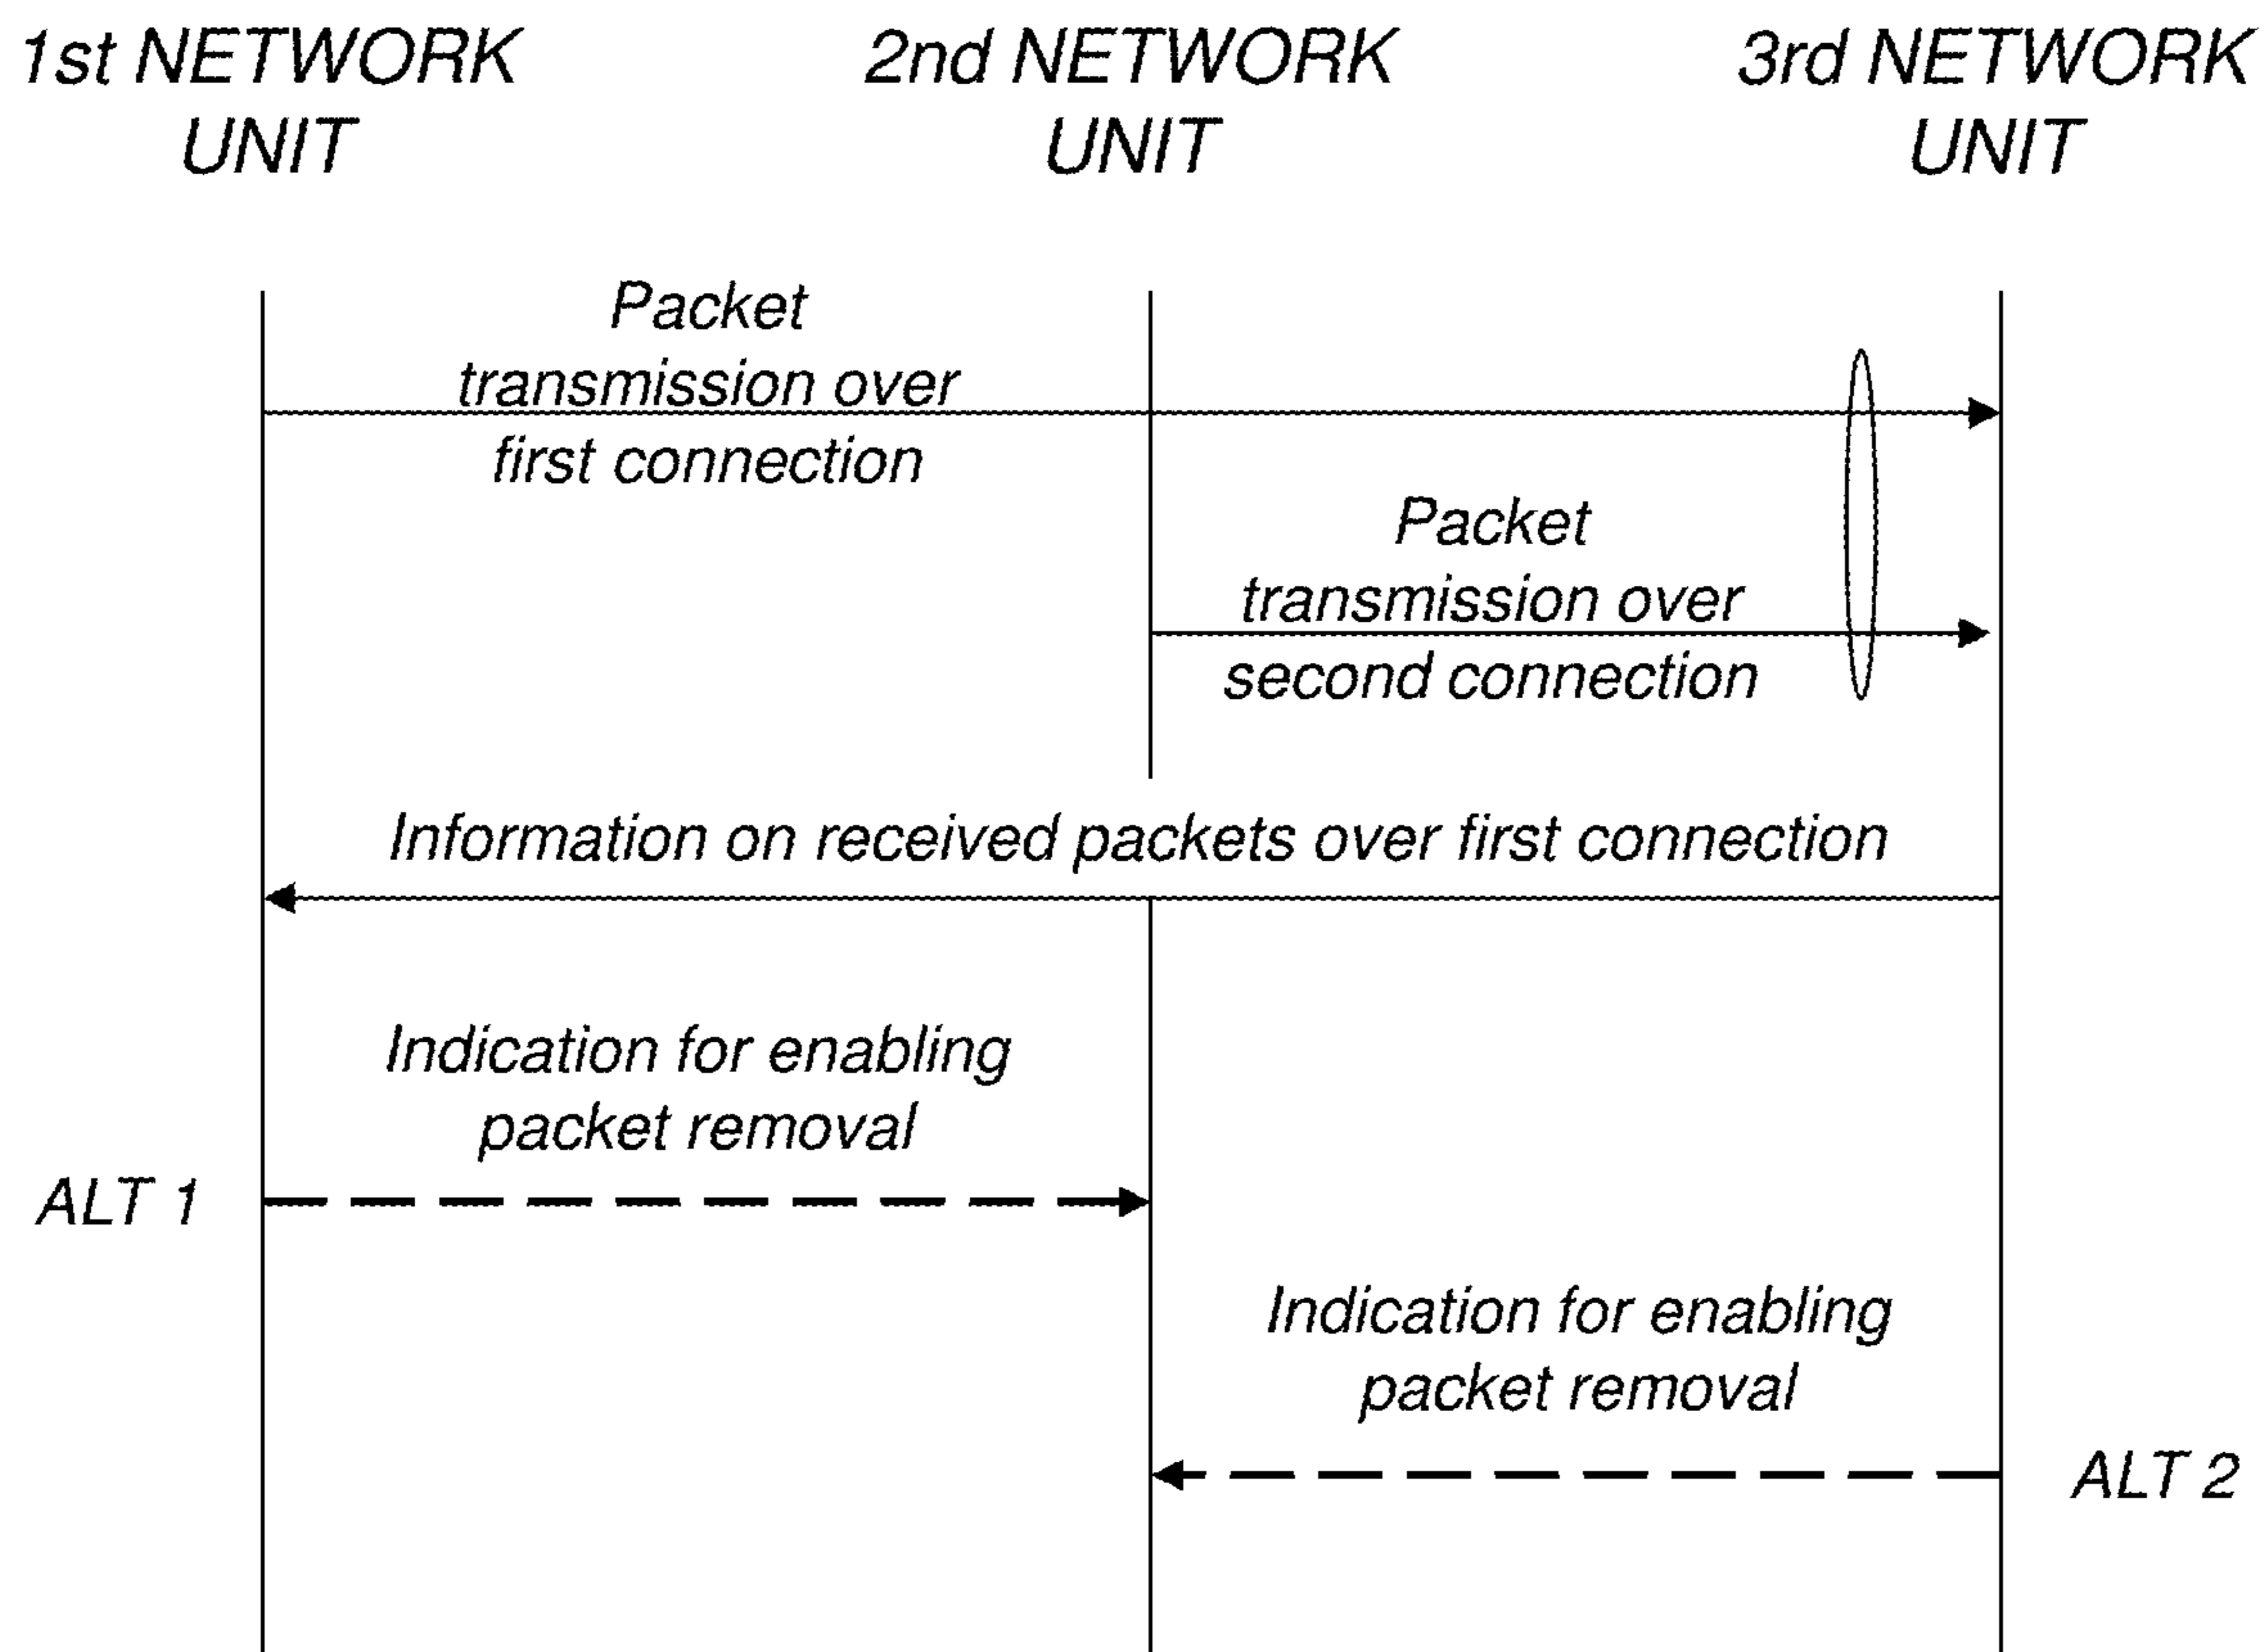 1st NETWORK
UNIT
2nd NETWORK
UNIT
3rd NETWORK
UNIT
Packet
transmission over
first connection
Packet
transmission over
second connection
Information on received packets over first connection
Indication for enabling
packet removal
ALT 1
Indication for enabling
packet removal
ALT 2